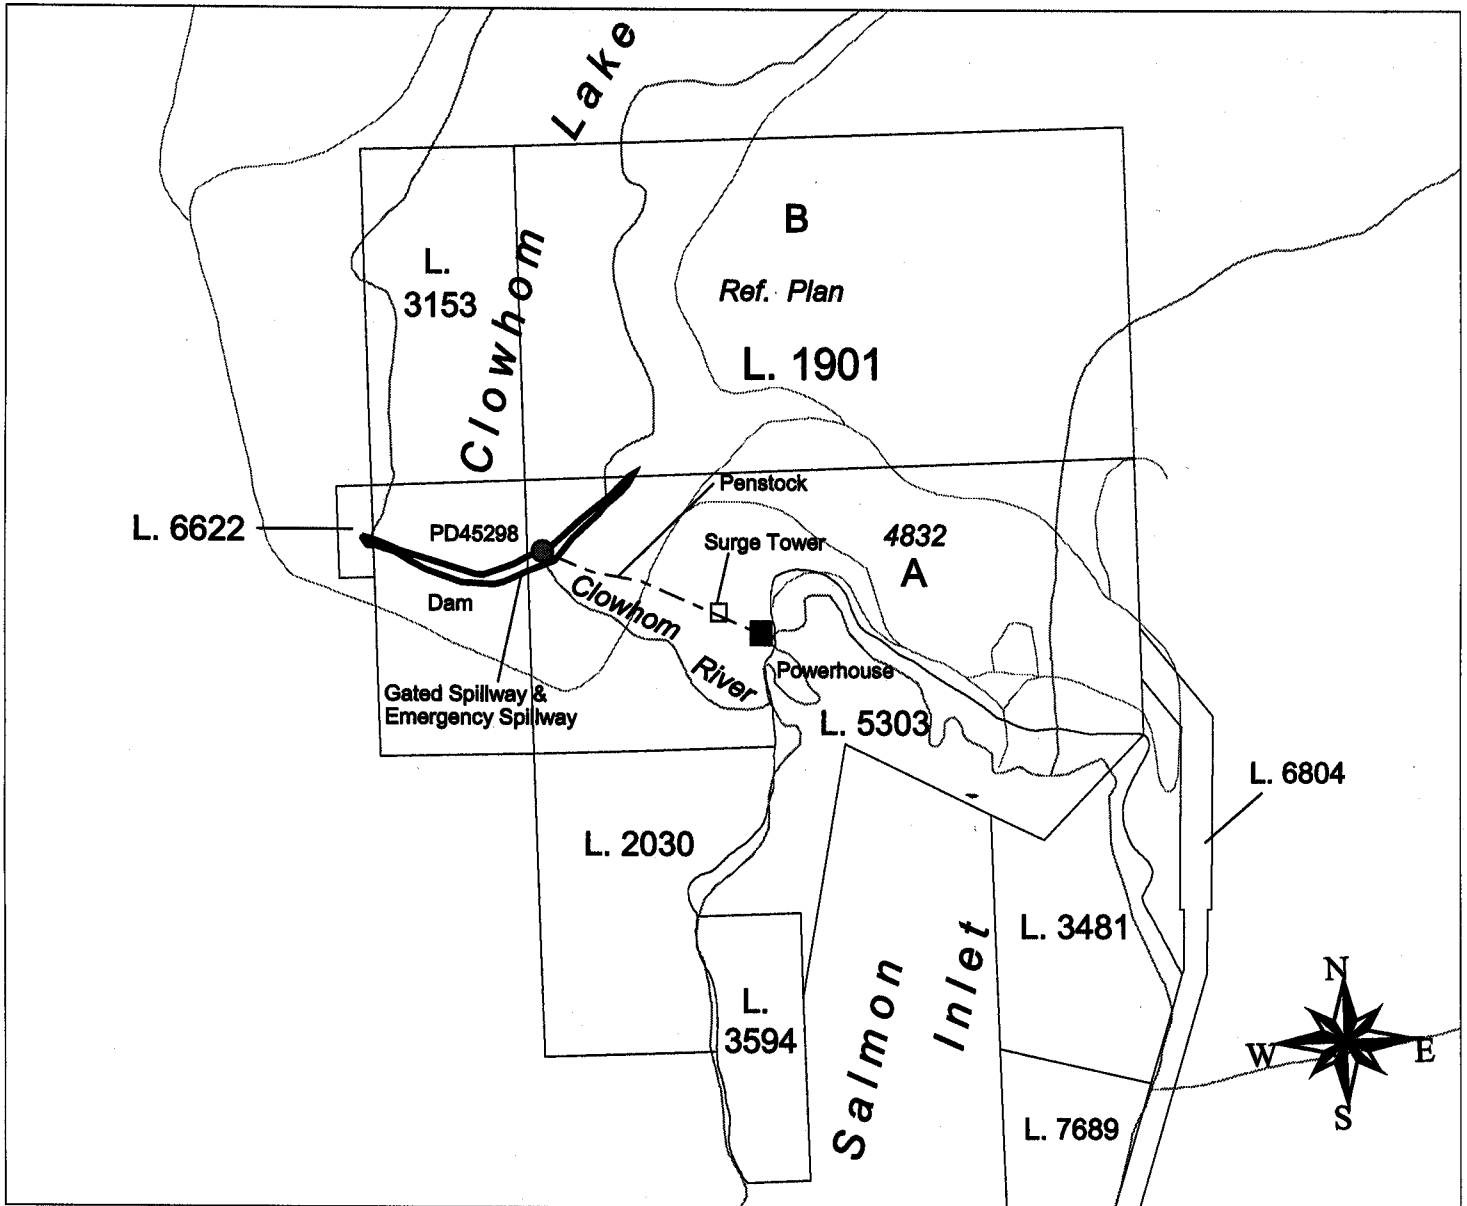 Clowhom Lake
B
L.
3153
Ref. Plan
L. 1901
Penstock
L. 6622
PD45298
Surge Tower
4832
A
Dam
Clowhom
River
Powerhouse
Gated Spillway &
Emergency Spillway
L. 5303
L. 6804
L. 2030
L. 3481
L.
3594
Salmon
Inlet
N
W
E
S
L. 7689